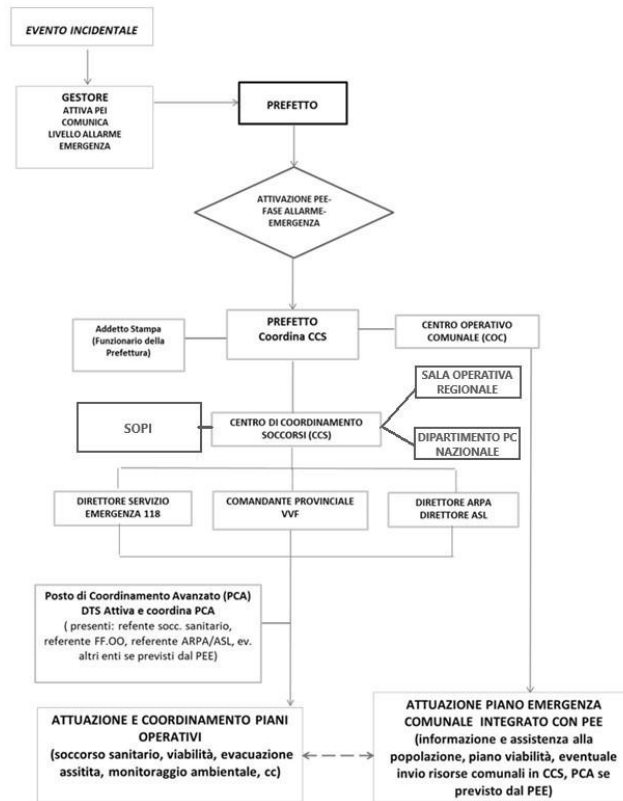 EVENTO INCIDENTALE
GESTORE
ATTIVA PEI
COMUNICA
LIVELLO ALLARME
EMERGENZA
PREFETTO
ATTIVAZIONE PEE-
FASE ALLARME-
EMERGENZA
Addetto Stampa
(Funzionario della
Prefettura)
PREFETTO
Coordina CCS
CENTRO OPERATIVO
COMUNALE (COC)
SALA OPERATIVA
REGIONALE
SOPI
CENTRO DI COORDINAMENTO
SOCCORSI (CCS)
DIPARTIMENTO PC
NAZIONALE
DIRETTORE SERVIZIO
EMERGENZA 118
COMANDANTE PROVINCIALE
VVF
DIRETTORE ARPA
DIRETTORE ASL
Posto di Coordinamento Avanzato (PCA)
DTS Attiva e coordina PCA
( presenti: refente socc. sanitario,
referente FF.OO, referente ARPA/ASL, ev.
altri enti se previsti dal PEE)
ATTUAZIONE E COORDINAMENTO PIANI
OPERATIVI
(soccorso sanitario, viabilità, evacuazione
assitita, monitoraggio ambientale, cc)
ATTUAZIONE PIANO EMERGENZA
COMUNALE INTEGRATO CON PEE
(informazione e assistenza alla
popolazione, piano viabilità, eventuale
invio risorse comunali in CCS, PCA se
previsto dal PEE)